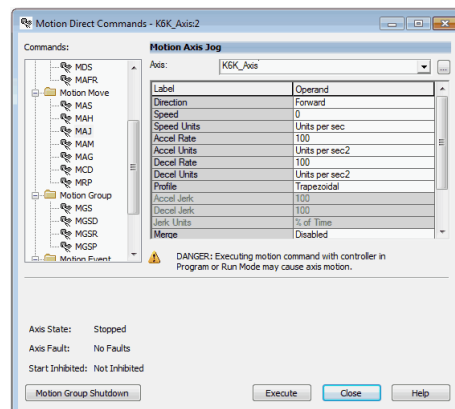 Motion Direct Commands - K6K_Axis:2
Commands:
MDS
MAFR
Motion Move
MAS
MAH
MAJ
MAM
MAG
MCD
MRP
Motion Group
MGS
MGSD
MGSR
MGSP
Motion Event
Motion Axis Jog
Axis: K6K_Axis ...
Label Operand
Direction Forward
Speed 0
Speed Units Units per sec
Accel Rate 100
Accel Units Units per sec2
Decel Rate 100
Decel Units Units per sec2
Profile Trapezoidal
Accel Jerk 100
Decel Jerk 100
Jerk Units % of Time
Merge Disabled
DANGER: Executing motion command with controller in
Program or Run Mode may cause axis motion.
Axis State: Stopped
Axis Fault: No Faults
Start Inhibited: Not Inhibited
Motion Group Shutdown Execute Close Help